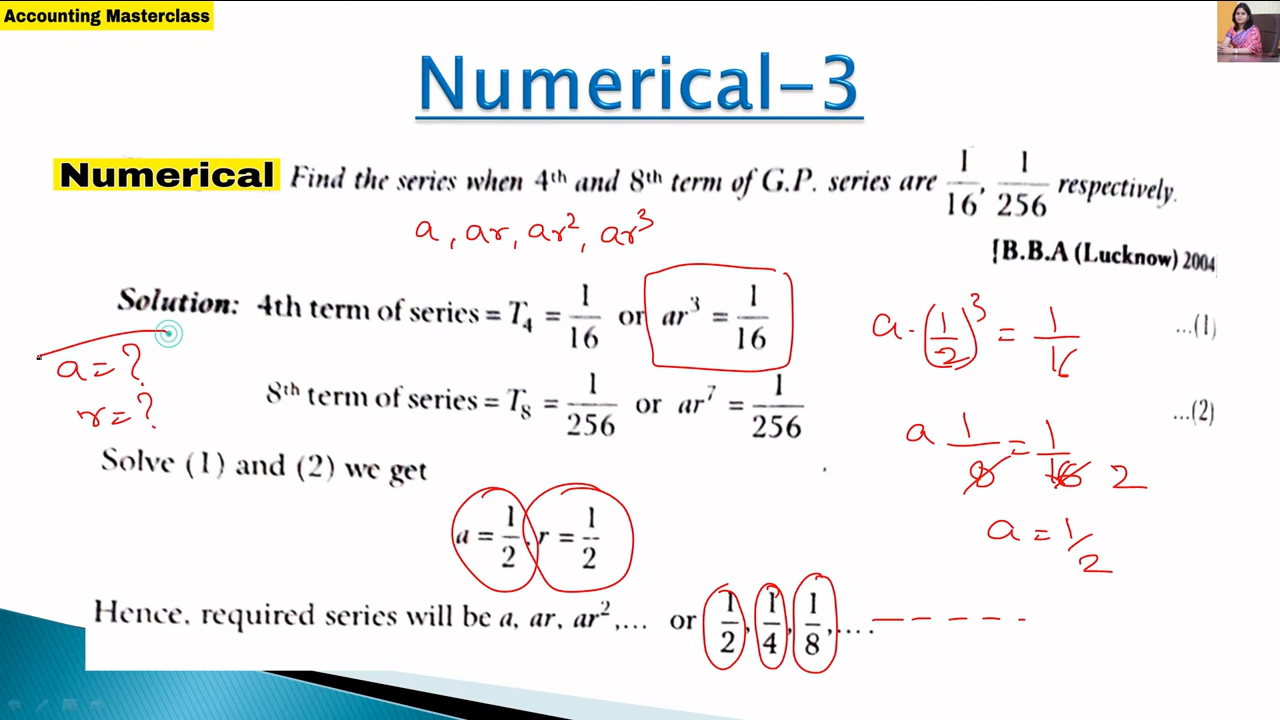 Accounting Masterclass
Numerical-3
Numerical Find the series when 4th and 8th term of G.P. series are 1/16, 1/256 respectively.
a, ar, ar², ar³
[B.B.A (Lucknow) 2004
Solution: 4th term of series = T₄ = 1/16 or ar³ = 1/16 ...(1)
a · (1/2)³ = 1/16
a = ?
r = ?
8th term of series = T₈ = 1/256 or ar⁷ = 1/256 ...(2)
a 1/8 = 1/16 2
Solve (1) and (2) we get
a = 1/2, r = 1/2
a = 1/2
Hence, required series will be a, ar, ar²,... or 1/2, 1/4, 1/8,....